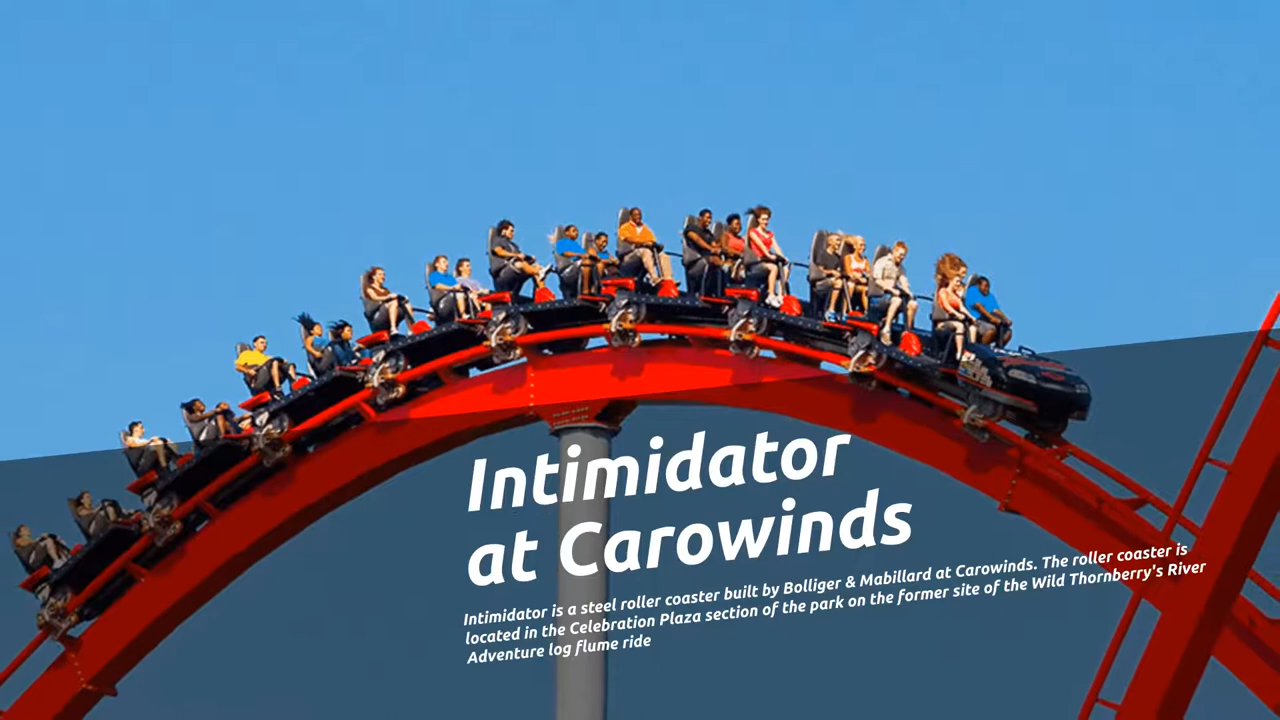 Intimidator
at Carowinds
Intimidator is a steel roller coaster built by Bolliger & Mabillard at Carowinds. The roller coaster is
located in the Celebration Plaza section of the park on the former site of the Wild Thornberry's River
Adventure log flume ride